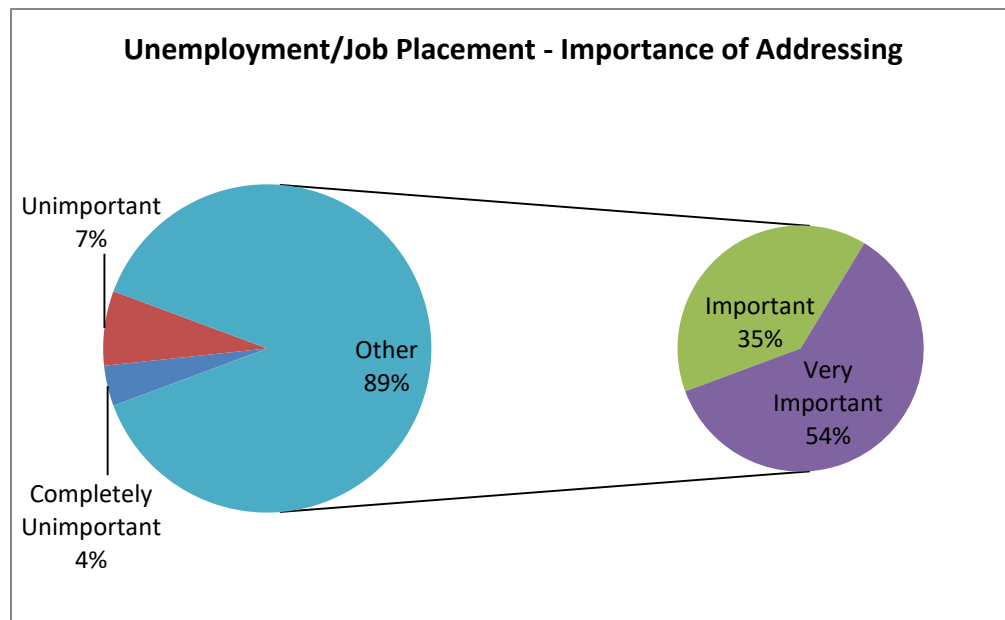 Unemployment/Job Placement - Importance of Addressing
Unimportant
7%
Other
89%
Completely
Unimportant
4%
Important
35%
Very
Important
54%